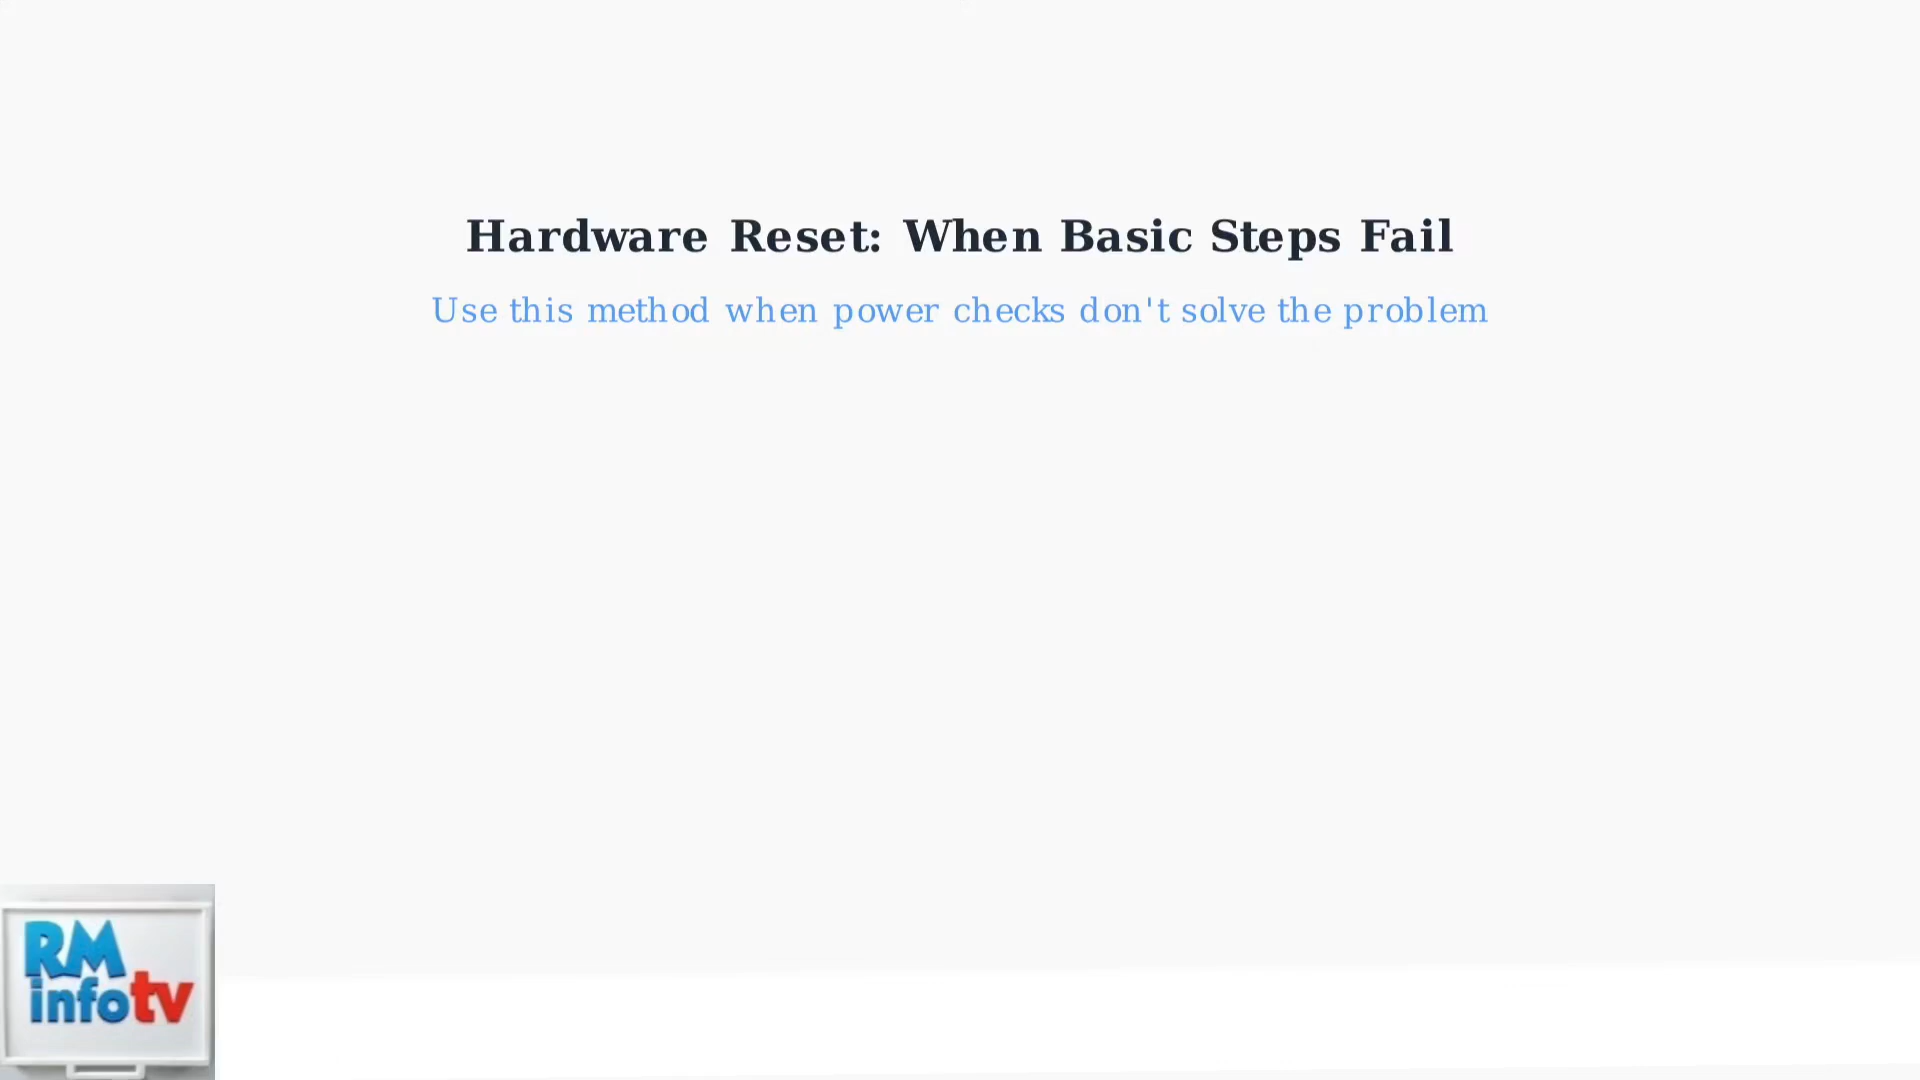 Hardware Reset: When Basic Steps Fail
Use this method when power checks don't solve the problem
RM
infotv